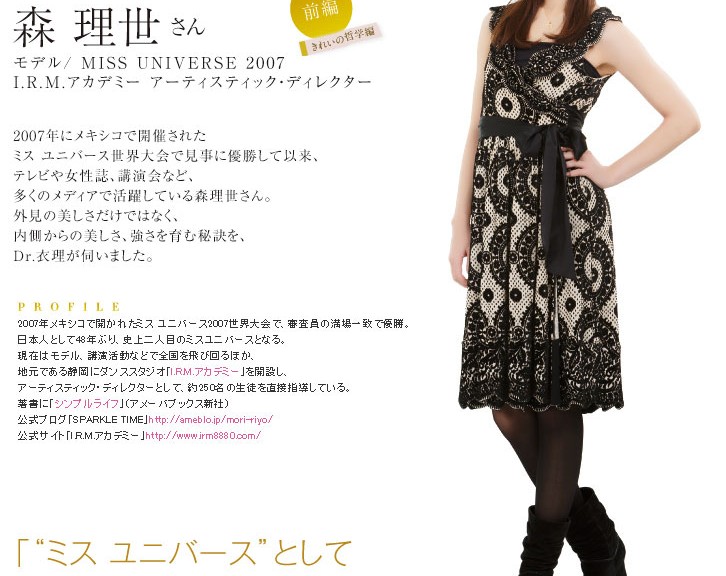 前編
きれいの哲学編
森 理世さん
モデル/ MISS UNIVERSE 2007
I.R.M.アカデミー アーティスティック・ディレクター
2007年にメキシコで開催された
ミス ユニバース世界大会で見事に優勝して以来、
テレビや女性誌、講演会など、
多くのメディアで活躍している森理世さん。
外見の美しさだけではなく、
内側からの美しさ、強さを育む秘訣を、
Dr.衣理が伺いました。
PROFILE
2007年メキシコで開かれたミス ユニバース2007世界大会で、審査員の満場一致で優勝。
日本人として48年ぶり、史上二人目のミスユニバースとなる。
現在はモデル、講演活動などで全国を飛び回るほか、
地元である静岡にダンススタジオ「I.R.M.アカデミー」を開設し、
アーティスティック・ディレクターとして、約250名の生徒を直接指導している。
著書に「シンプルライフ」(アメーバブックス新社)
公式ブログ「SPARKLE TIME」http://ameblo.jp/mori-riyo/
公式サイト「I.R.M.アカデミー」http://www.irm8880.com/
「“ミス ユニバース”として